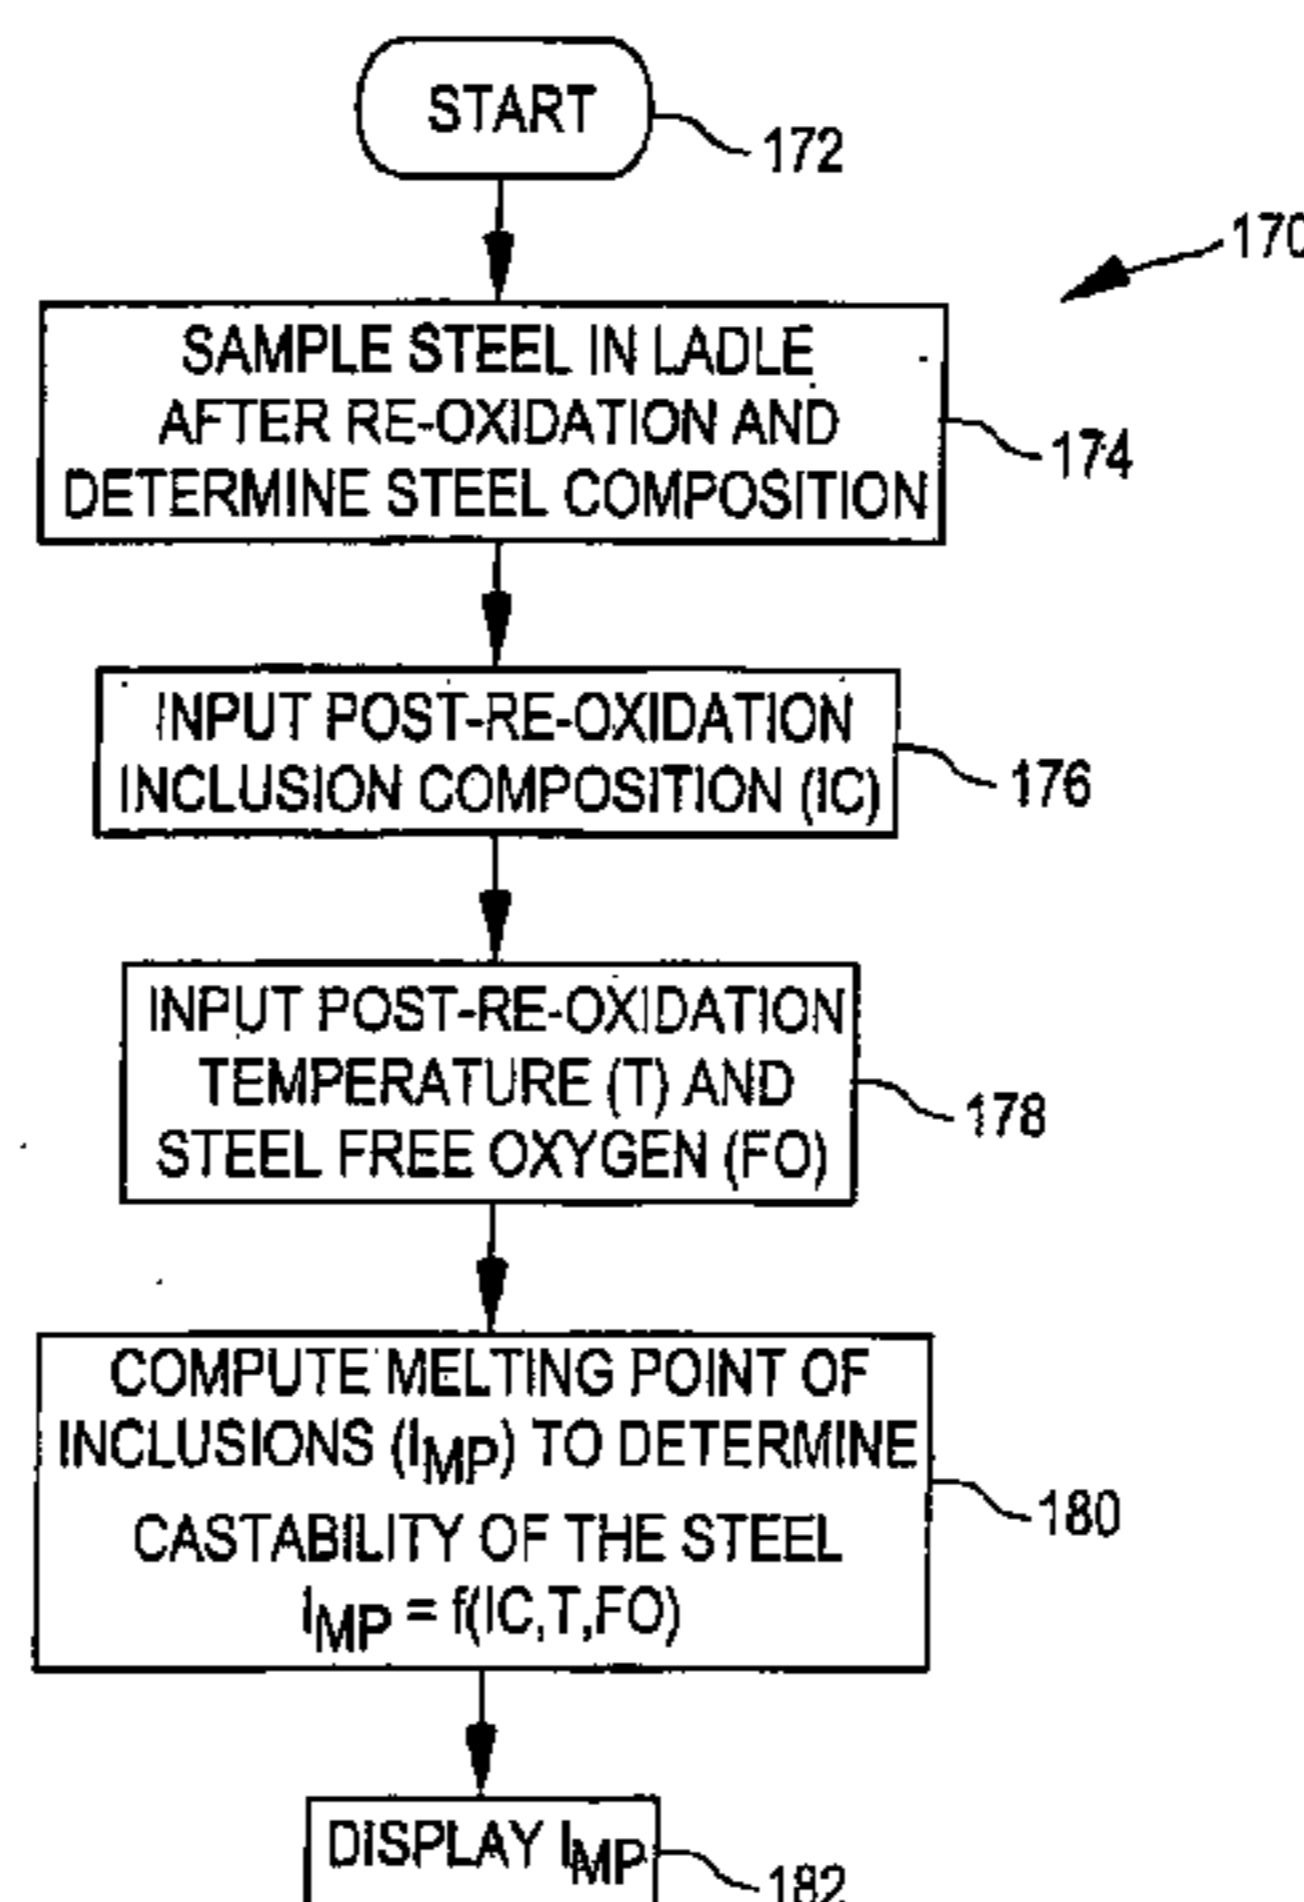 START
172
170
SAMPLE STEEL IN LADLE
AFTER RE-OXIDATION AND
DETERMINE STEEL COMPOSITION
174
INPUT POST-RE-OXIDATION
INCLUSION COMPOSITION (IC)
176
INPUT POST-RE-OXIDATION
TEMPERATURE (T) AND
STEEL FREE OXYGEN (FO)
178
COMPUTE MELTING POINT OF
INCLUSIONS (IMP) TO DETERMINE
CASTABILITY OF THE STEEL
IMP = f(IC,T,FO)
180
DISPLAY IMP
182